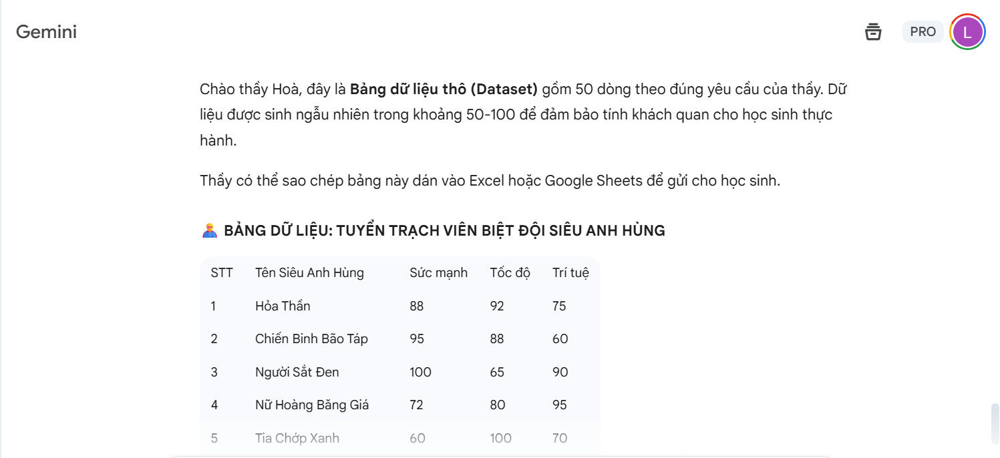 Gemini
PRO
L
Chào thầy Hoà, đây là Bảng dữ liệu thô (Dataset) gồm 50 dòng theo đúng yêu cầu của thầy. Dữ
liệu được sinh ngẫu nhiên trong khoảng 50-100 để đảm bảo tính khách quan cho học sinh thực
hành.
Thầy có thể sao chép bảng này dán vào Excel hoặc Google Sheets để gửi cho học sinh.
BẢNG DỮ LIỆU: TUYỂN TRẠCH VIÊN BIỆT ĐỘI SIÊU ANH HÙNG
STT Tên Siêu Anh Hùng Sức mạnh Tốc độ Trí tuệ
1 Hỏa Thần 88 92 75
2 Chiến Binh Bão Táp 95 88 60
3 Người Sắt Đen 100 65 90
4 Nữ Hoàng Băng Giá 72 80 95
5 Tia Chớp Xanh 60 100 70